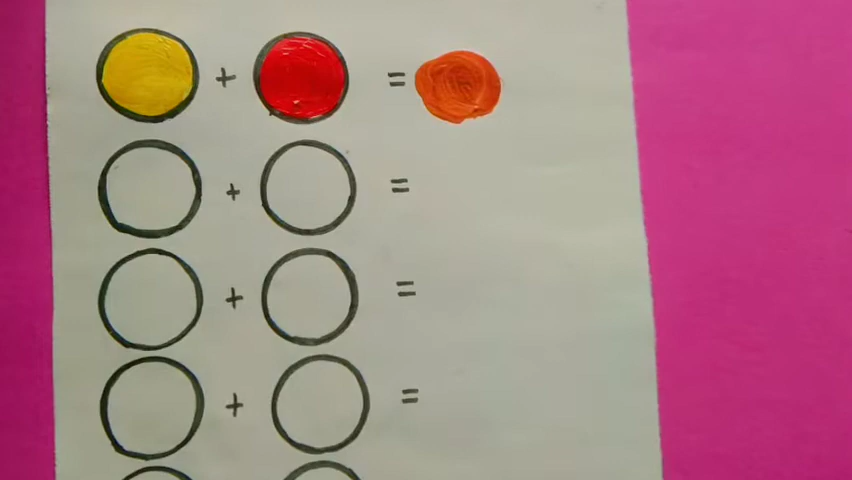 + =
+ =
+ =
+ =